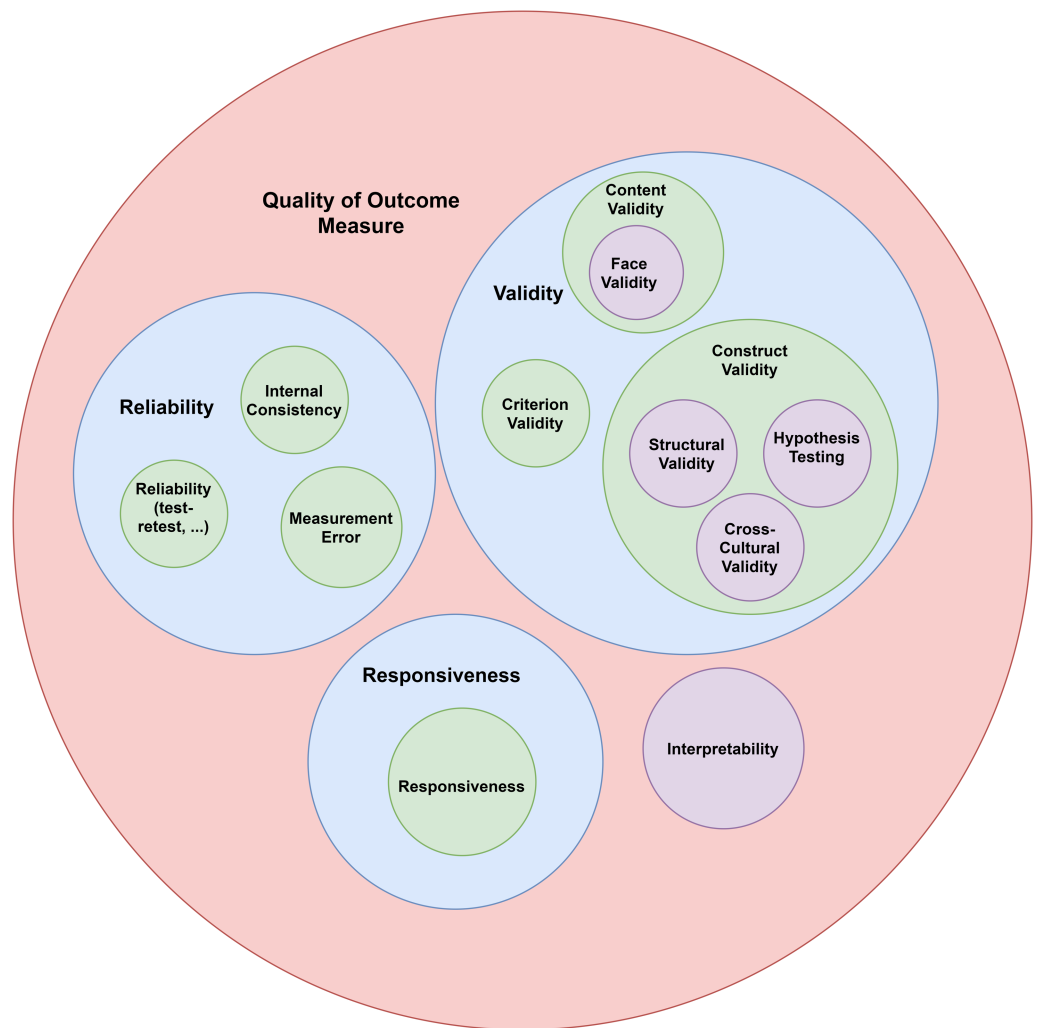 Quality of Outcome
Measure
Content
Validity
Face
Validity
Validity
Construct
Validity
Criterion
Validity
Structural
Validity
Hypothesis
Testing
Cross-
Cultural
Validity
Reliability
Internal
Consistency
Reliability
(test-
retest, ...)
Measurement
Error
Responsiveness
Responsiveness
Interpretability